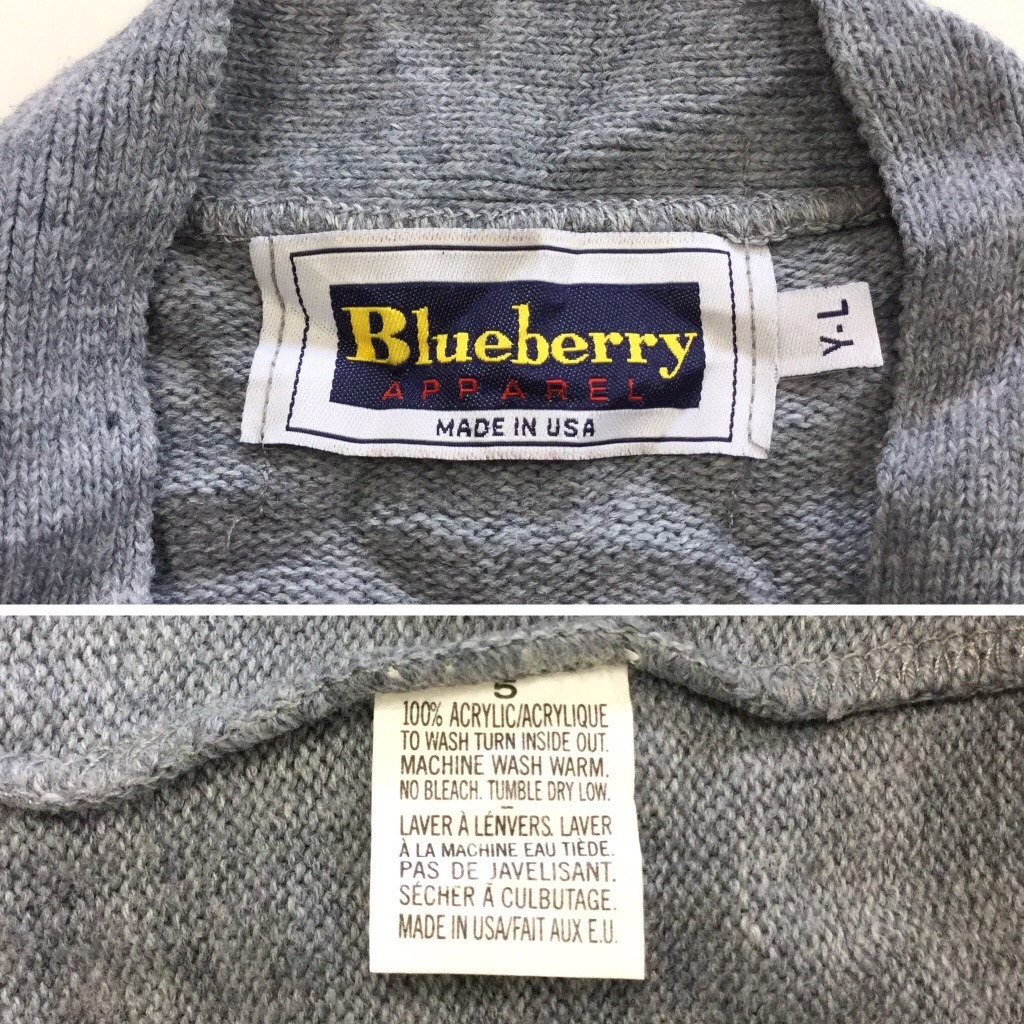 Blueberry
APPAREL
MADE IN USA
Y-L
5
100% ACRYLIC/ACRYLIQUE
TO WASH TURN INSIDE OUT.
MACHINE WASH WARM.
NO BLEACH. TUMBLE DRY LOW.
-
LAVER À LÉNVERS. LAVER
À LA MACHINE EAU TIÈDE.
PAS DE JAVELISANT.
SÉCHER À CULBUTAGE.
MADE IN USA/FAIT AUX E.U.